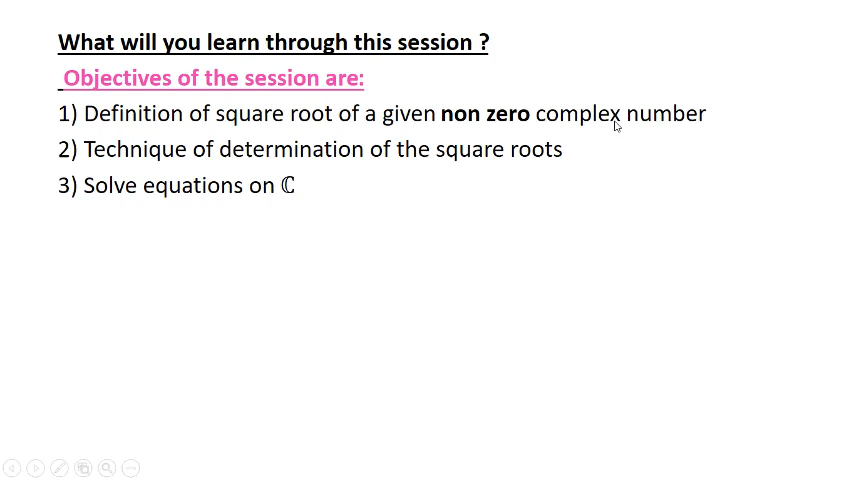 What will you learn through this session ?
Objectives of the session are:
1) Definition of square root of a given non zero complex number
2) Technique of determination of the square roots
3) Solve equations on ℂ